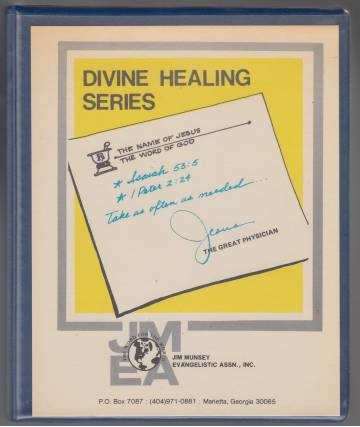 DIVINE HEALING
SERIES
THE NAME OF JESUS
THE WORD OF GOD
* Isaiah 53:5
* 1 Peter 2:24
Take as often as needed...
Jesus
THE GREAT PHYSICIAN
JM
EA
JIM MUNSEY
EVANGELISTIC ASSN., INC.
P.O. Box 7087 : (404)971-0881 : Marietta, Georgia 30065